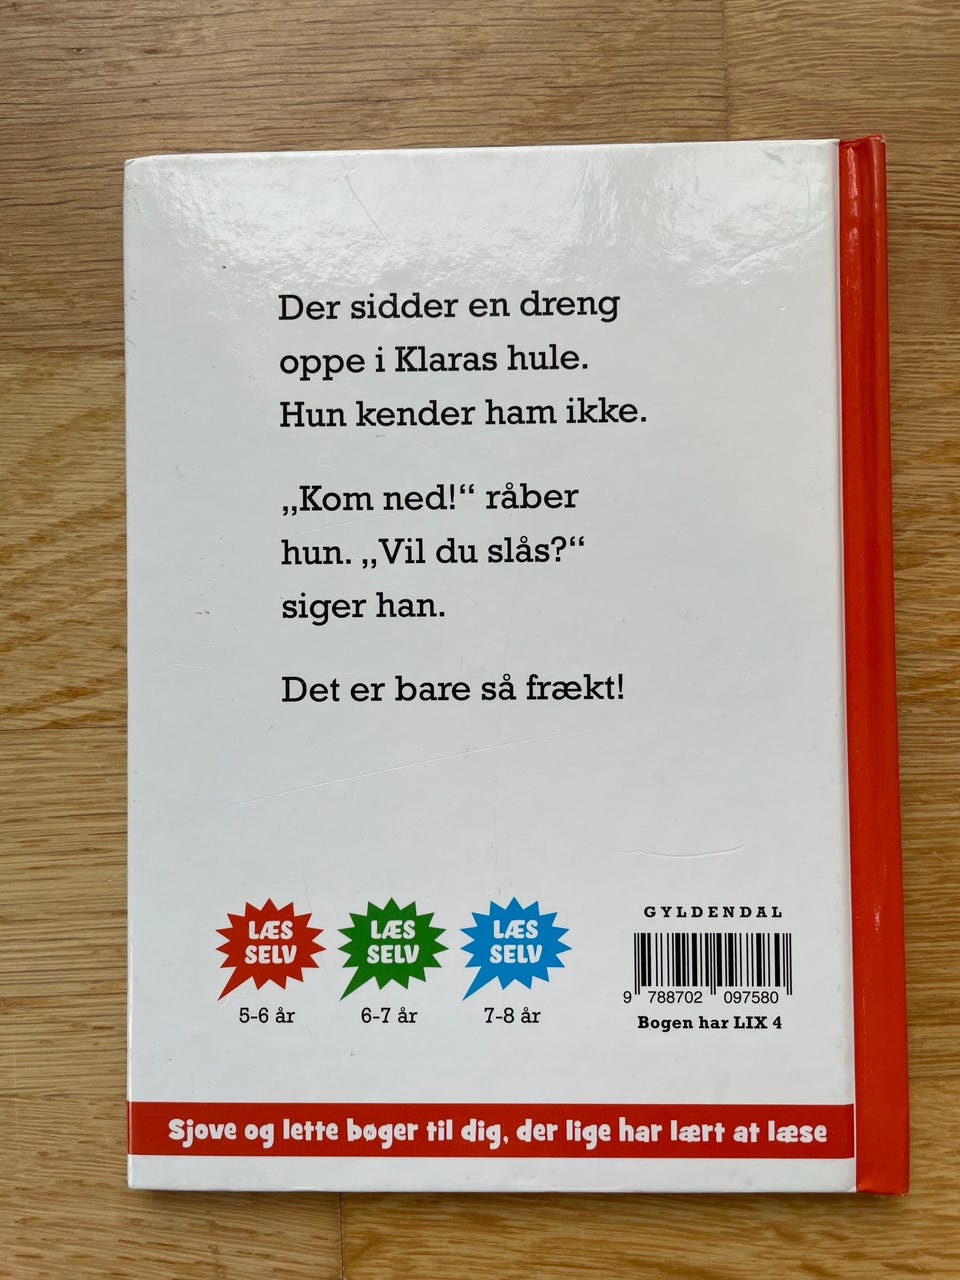 Der sidder en dreng
oppe i Klaras hule.
Hun kender ham ikke.
„Kom ned!“ råber
hun. „Vil du slås?“
siger han.
Det er bare så frækt!
LÆS
SELV
5-6 år
LÆS
SELV
6-7 år
LÆS
SELV
7-8 år
GYLDENDAL
9 788702 097580
Bogen har LIX 4
Sjove og lette bøger til dig, der lige har lært at læse